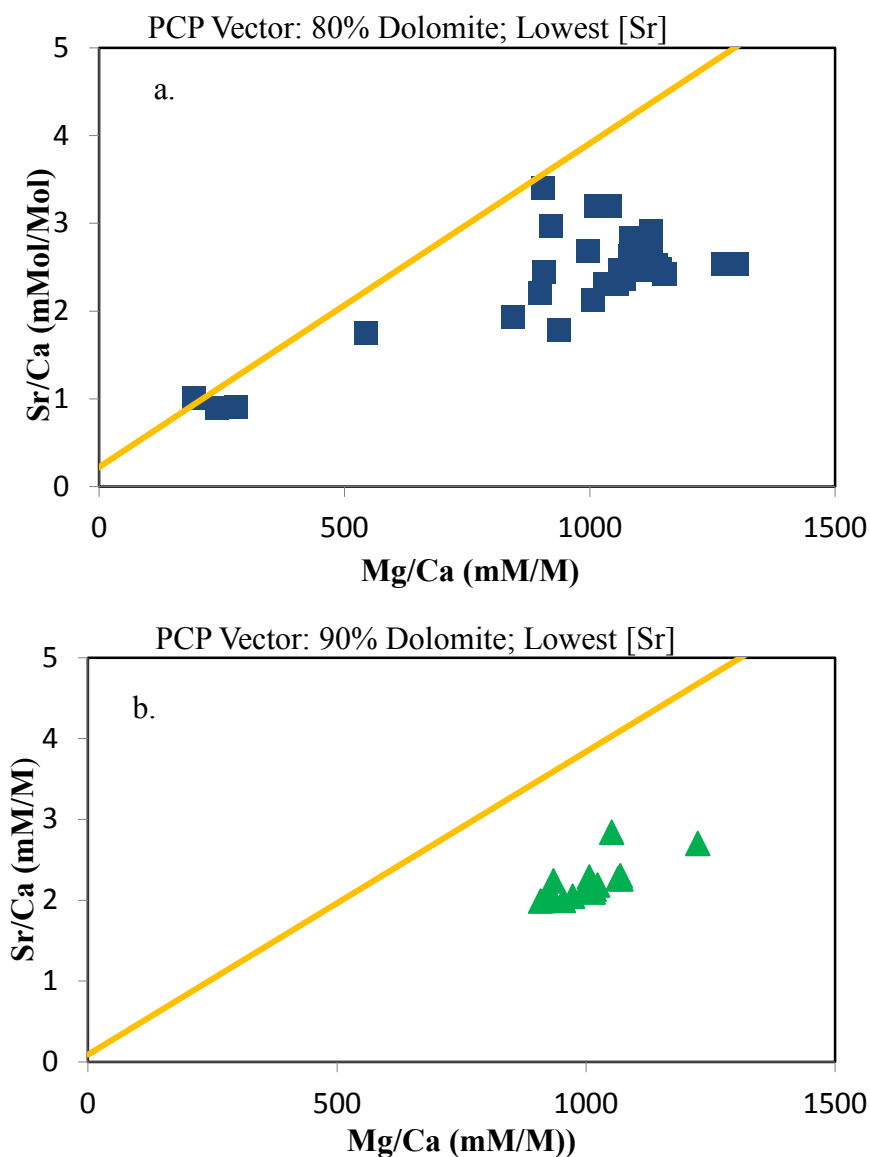 PCP Vector: 80% Dolomite; Lowest [Sr]
a.
5
4
3
2
1
0
Sr/Ca (mMol/Mol)
0 500 1000 1500
Mg/Ca (mM/M)
PCP Vector: 90% Dolomite; Lowest [Sr]
b.
5
4
3
2
1
0
Sr/Ca (mM/M)
0 500 1000 1500
Mg/Ca (mM/M))